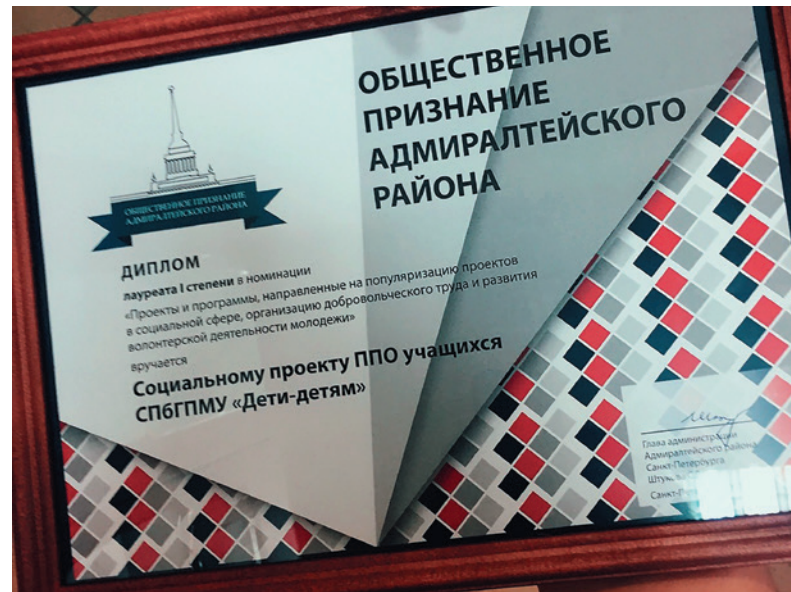 ОБЩЕСТВЕННОЕ
ПРИЗНАНИЕ
АДМИРАЛТЕЙСКОГО
РАЙОНА
ОБЩЕСТВЕННОЕ ПРИЗНАНИЕ
АДМИРАЛТЕЙСКОГО РАЙОНА
ДИПЛОМ
лауреата I степени в номинации
«Проекты и программы, направленные на популяризацию проектов
в социальной сфере, организацию добровольческого труда и развития
волонтерской деятельности молодежи»
вручается
Социальному проекту ППО учащихся
СПбГПМУ «Дети-детям»
Глава администрации
Адмиралтейского района
Санкт-Петербурга